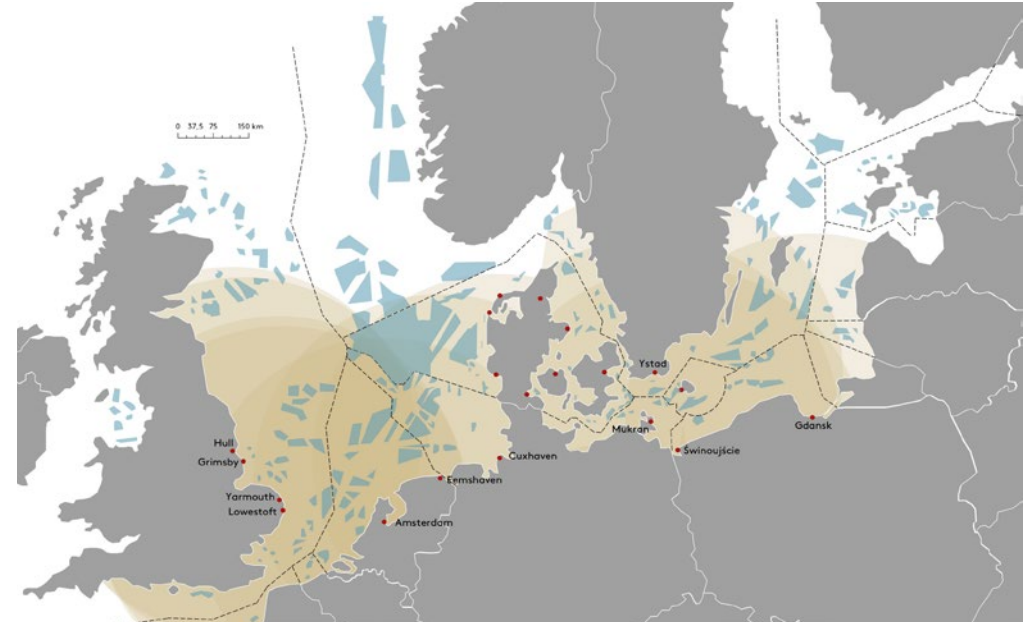 0 37,5 75 150 km
Ystad
Mukran
Gdansk
Świnoujście
Hull
Grimsby
Cuxhaven
Eemshaven
Yarmouth
Lowestoft
Amsterdam